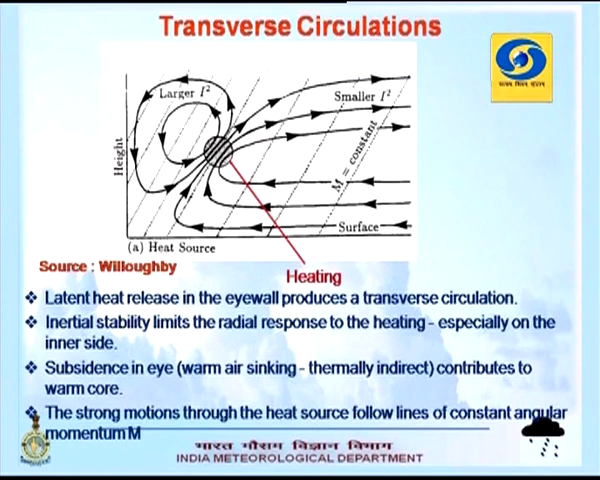 Transverse Circulations
Larger I²
Smaller I²
Height
M = constant
Surface
(a) Heat Source
Source : Willoughby
Heating
❖ Latent heat release in the eyewall produces a transverse circulation.
❖ Inertial stability limits the radial response to the heating - especially on the
inner side.
❖ Subsidence in eye (warm air sinking - thermally indirect) contributes to
warm core.
❖ The strong motions through the heat source follow lines of constant angular
momentum M
भारत मौसम विज्ञान विभाग
INDIA METEOROLOGICAL DEPARTMENT